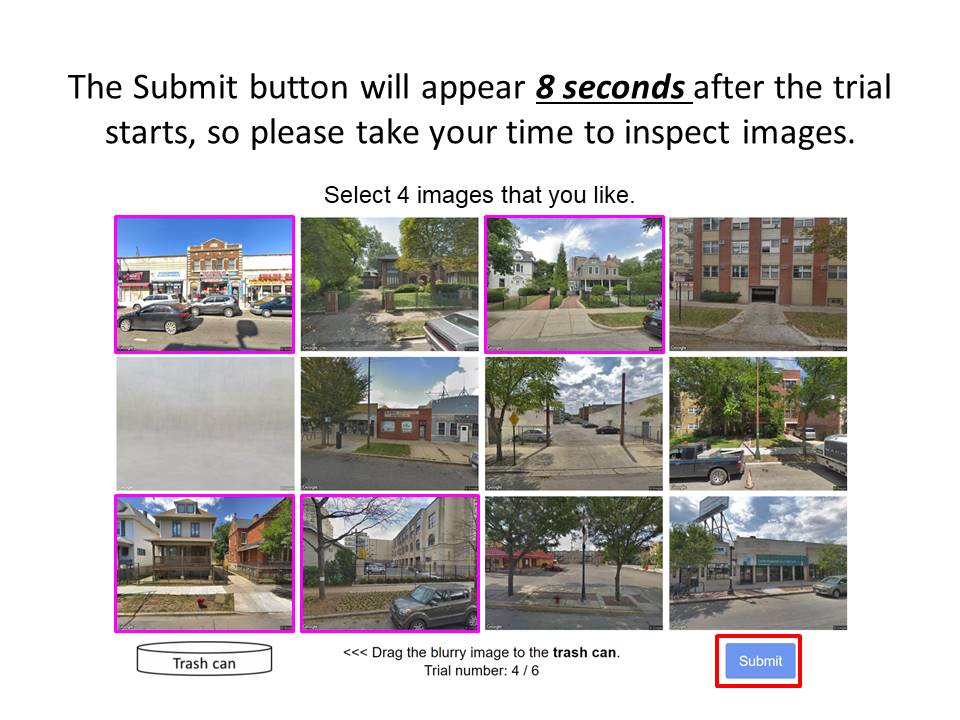 The Submit button will appear 8 seconds after the trial
starts, so please take your time to inspect images.
Select 4 images that you like.
Trash can
<<< Drag the blurry image to the trash can.
Trial number: 4 / 6
Submit